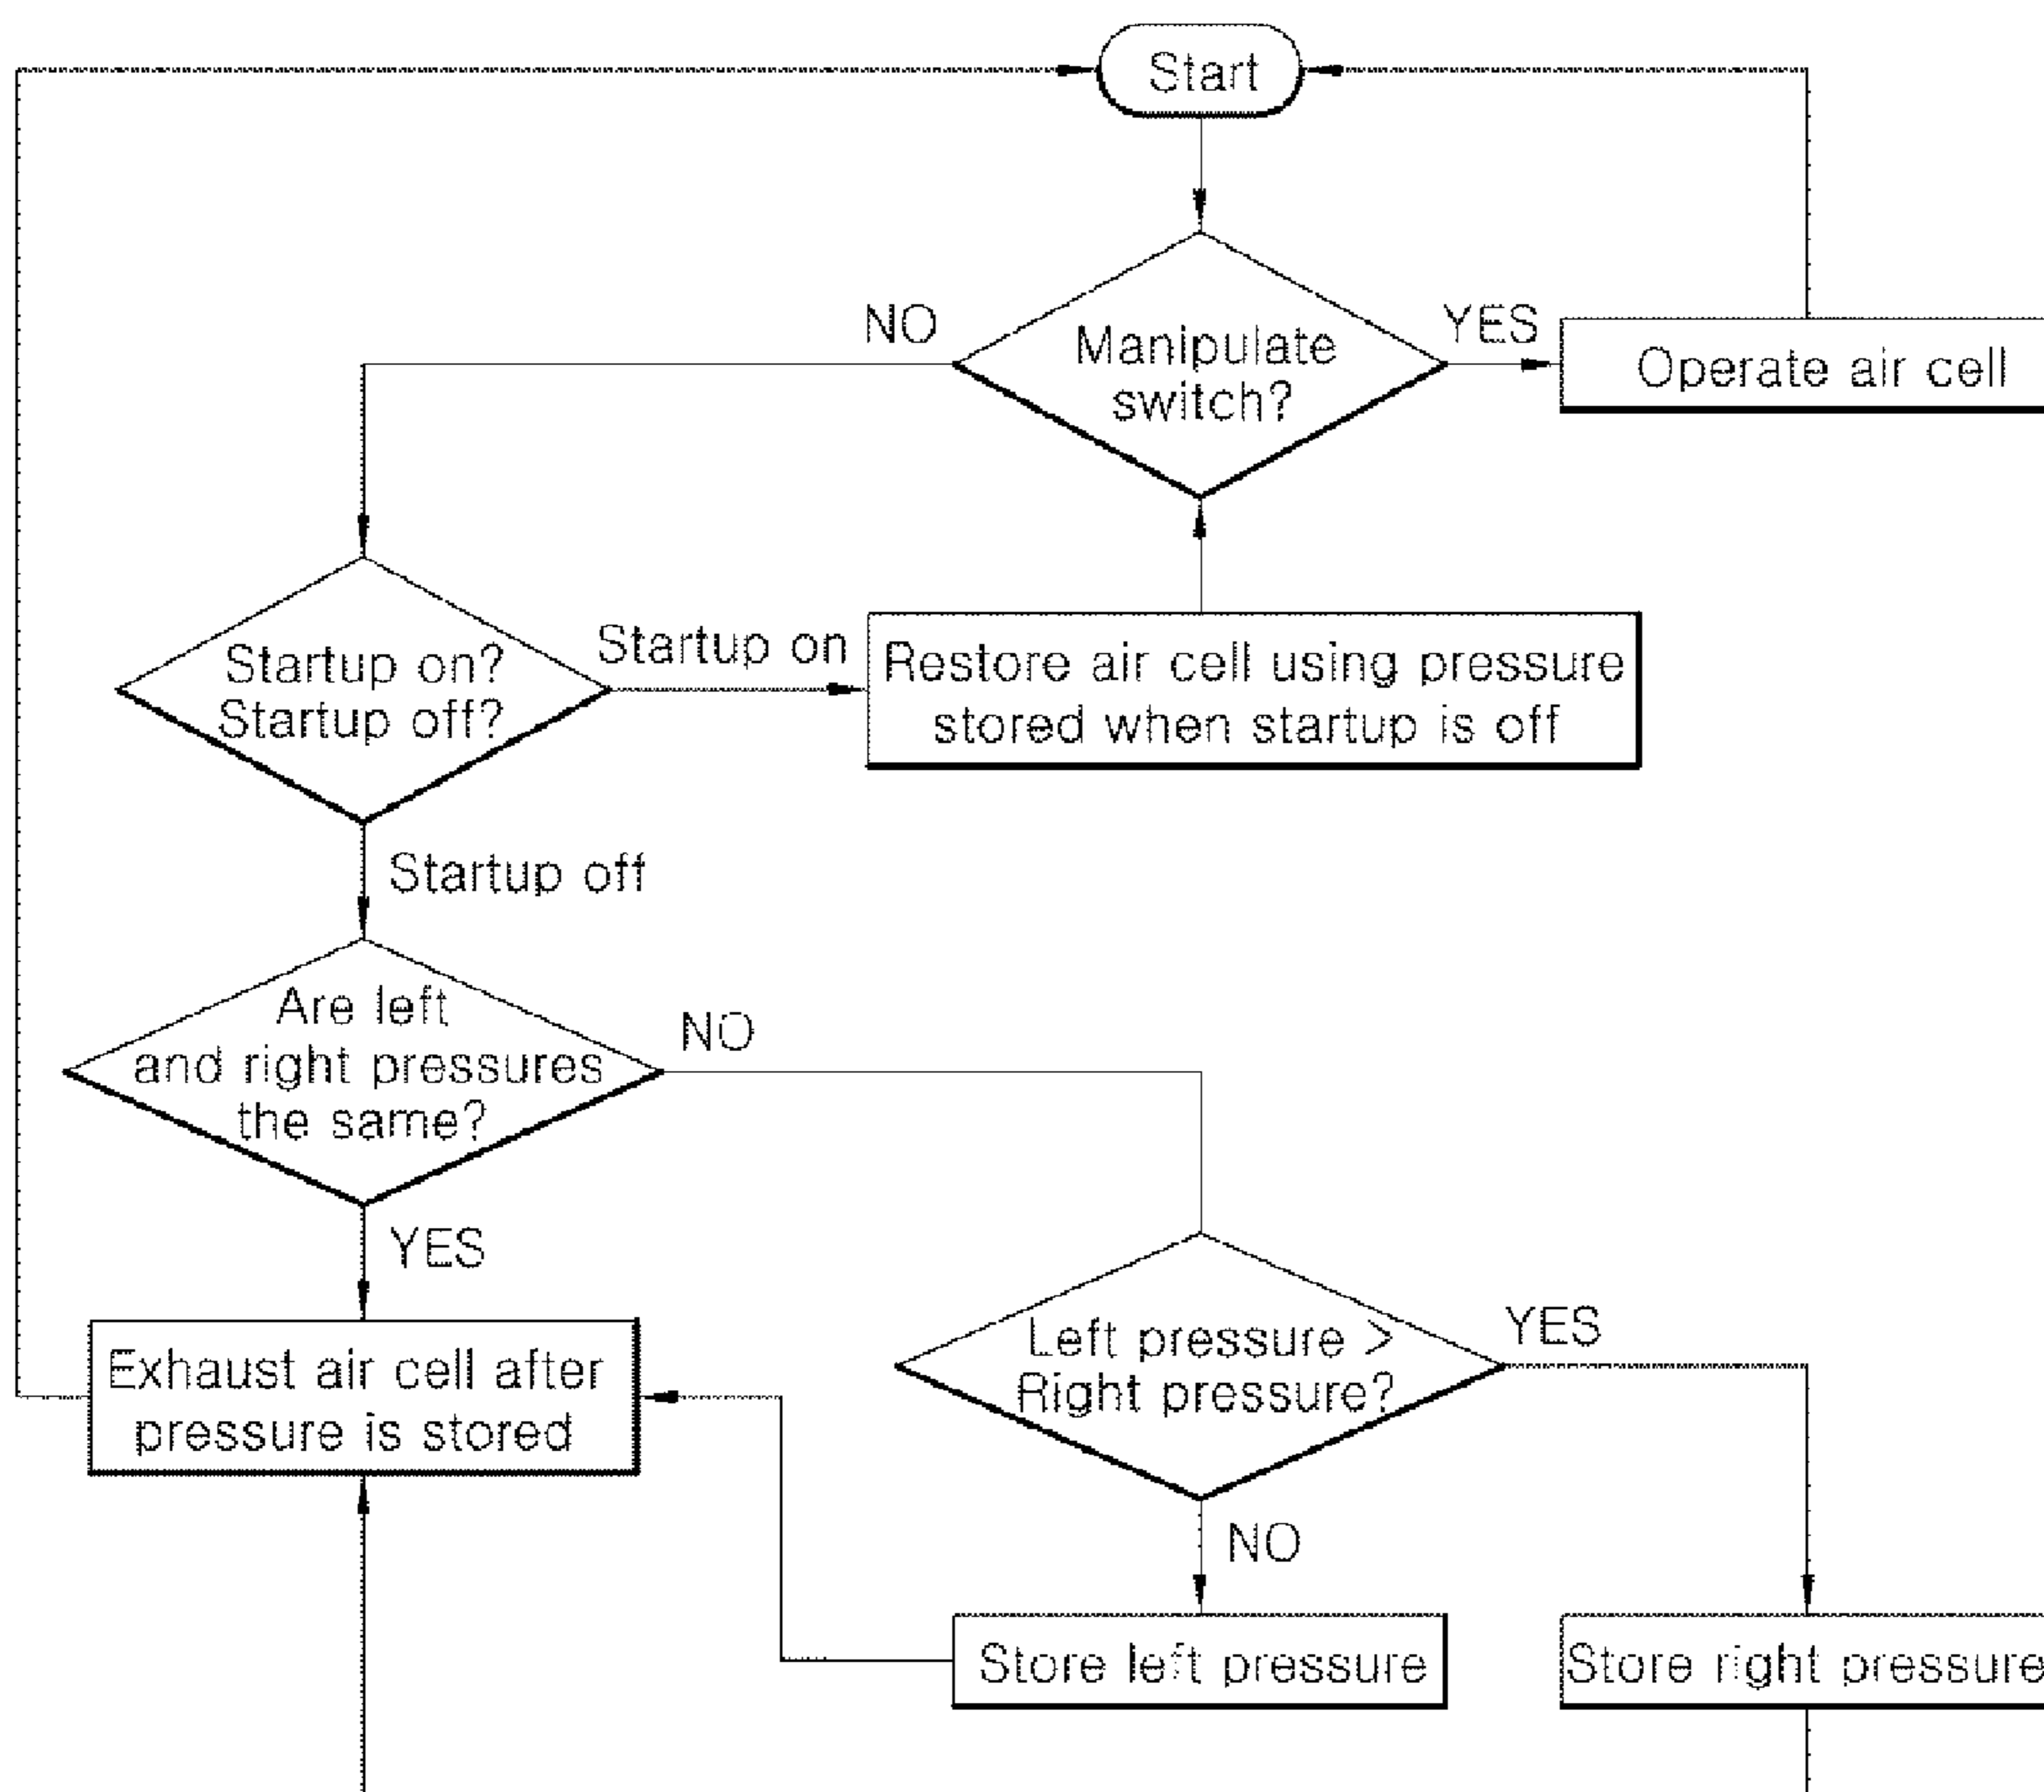 Start
NO
Manipulate
switch?
YES
Operate air cell
Startup on?
Startup off?
Startup on
Restore air cell using pressure
stored when startup is off
Startup off
Are left
and right pressures
the same?
NO
YES
Exhaust air cell after
pressure is stored
Left pressure >
Right pressure?
YES
NO
Store left pressure
Store right pressure